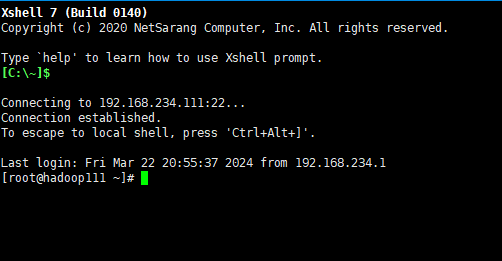 Xshell 7 (Build 0140)
Copyright (c) 2020 NetSarang Computer, Inc. All rights reserved.
Type `help' to learn how to use Xshell prompt.
[C:\~]$
Connecting to 192.168.234.111:22...
Connection established.
To escape to local shell, press 'Ctrl+Alt+]'.
Last login: Fri Mar 22 20:55:37 2024 from 192.168.234.1
[root@hadoop111 ~]#